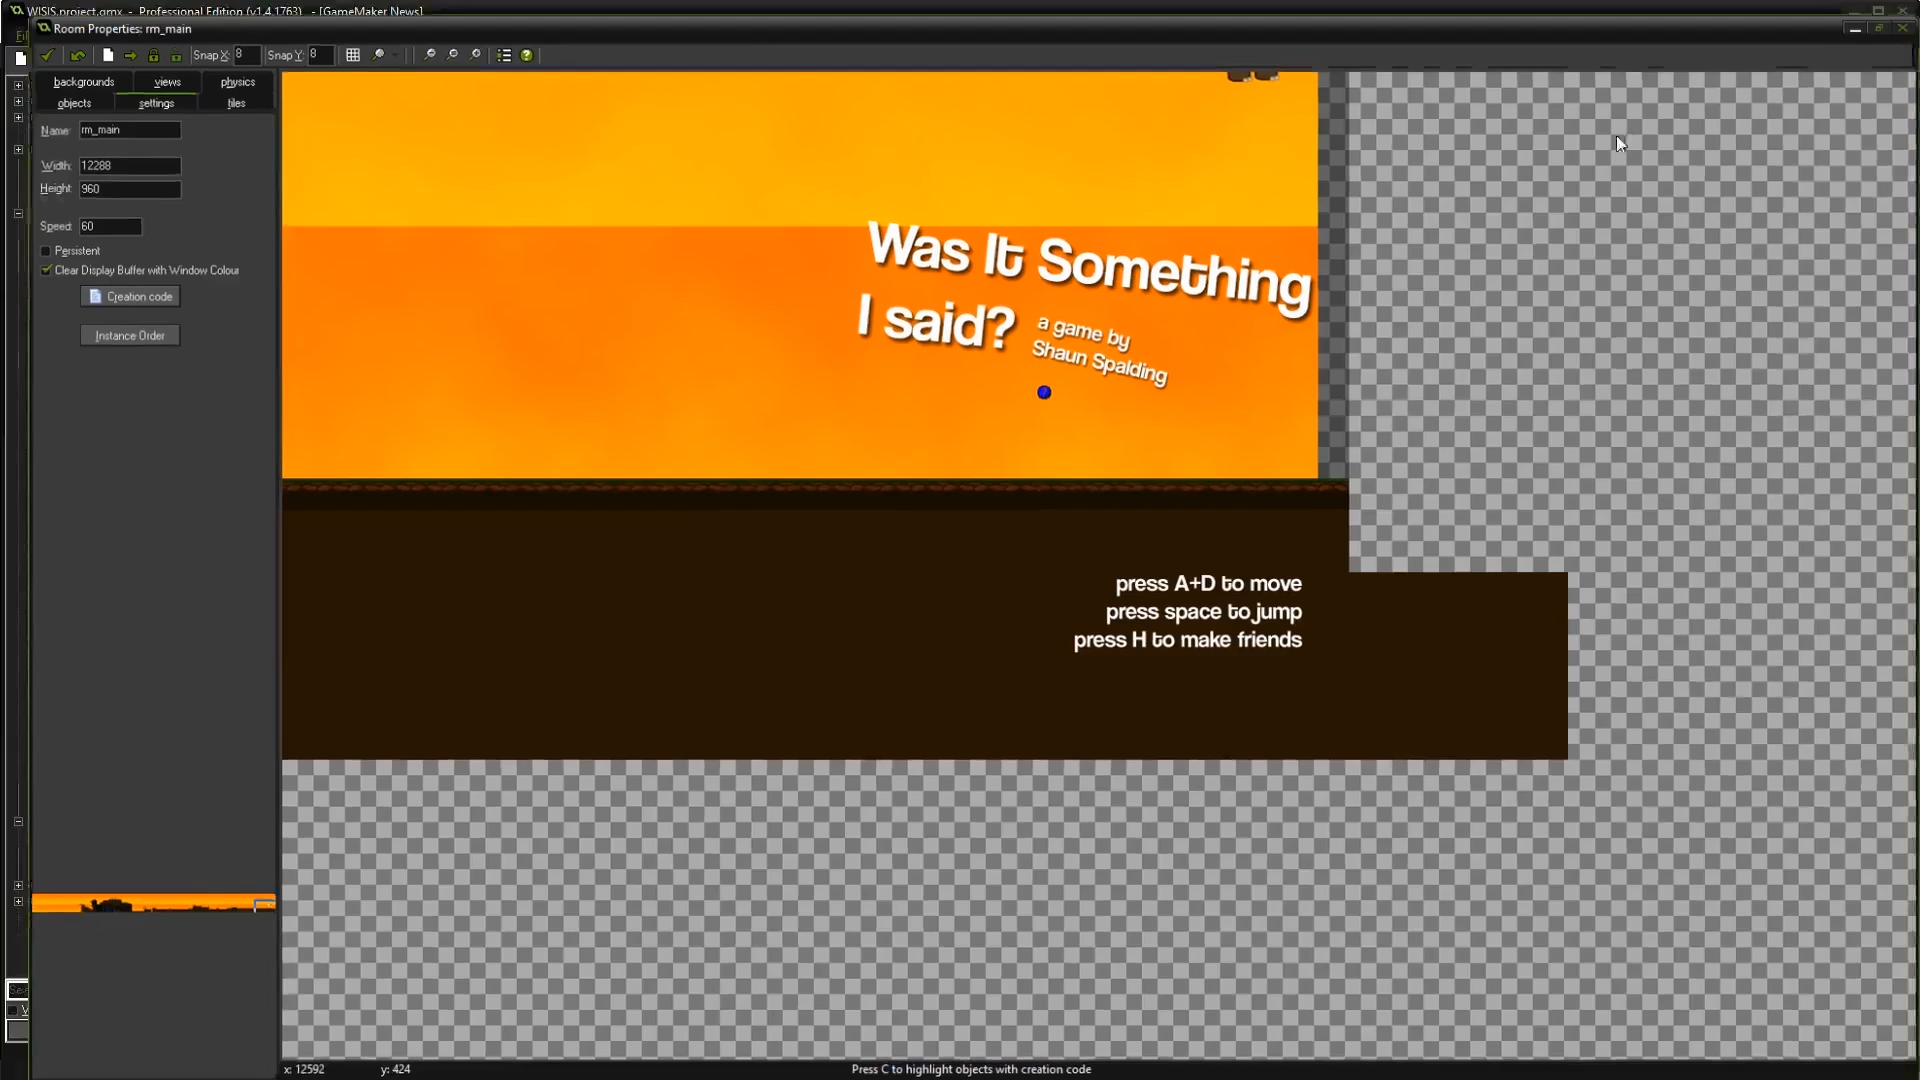 WISIS.project.gmx - Professional Edition (v1.4.1763) - [GameMaker News]
Room Properties: rm_main
Snap X: 8 Snap Y: 8
backgrounds views physics
objects settings tiles
Name: rm_main
Width: 12288
Height: 960
Speed: 60
Persistent
Clear Display Buffer with Window Colour
Creation code
Instance Order
Was It Something
I said?
a game by
Shaun Spalding
press A+D to move
press space to jump
press H to make friends
x: 12592 y: 424 Press C to highlight objects with creation code